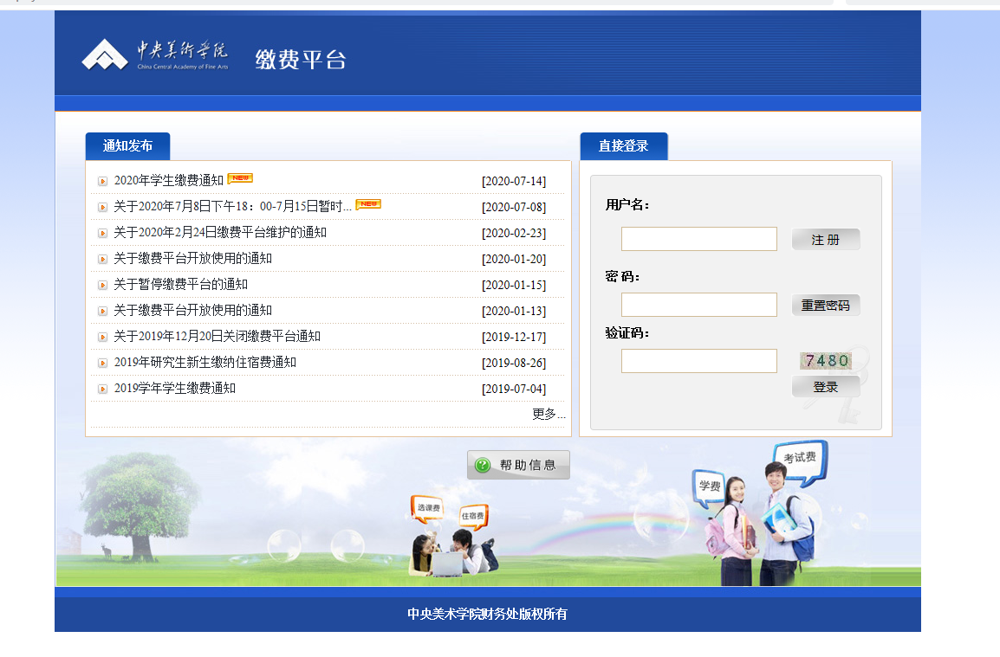 中央美術学院
China Central Academy of Fine Arts
缴费平台
通知发布
2020年学生缴费通知 NEW [2020-07-14]
关于2020年7月8日下午18：00-7月15日暂时... NEW [2020-07-08]
关于2020年2月24日缴费平台维护的通知 [2020-02-23]
关于缴费平台开放使用的通知 [2020-01-20]
关于暂停缴费平台的通知 [2020-01-15]
关于缴费平台开放使用的通知 [2020-01-13]
关于2019年12月20日关闭缴费平台通知 [2019-12-17]
2019年研究生新生缴纳住宿费通知 [2019-08-26]
2019学年学生缴费通知 [2019-07-04]
更多...
直接登录
用户名：
注 册
密 码：
重置密码
验证码：
7480
登录
帮助信息
考试费
学费
选课费
住宿费
中央美术学院财务处版权所有